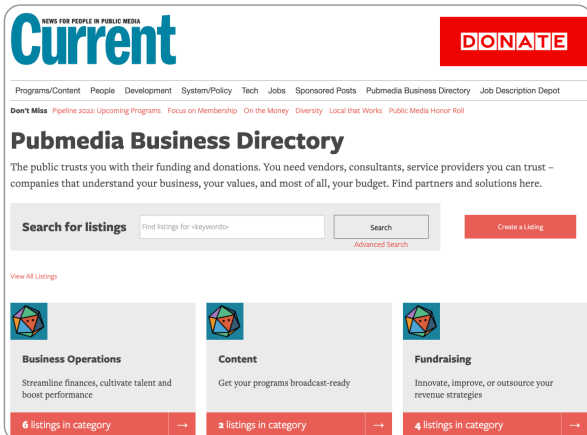 NEWS FOR PEOPLE IN PUBLIC MEDIA
Current
DONATE
Programs/Content People Development System/Policy Tech Jobs Sponsored Posts Pubmedia Business Directory Job Description Depot
Don't Miss Pipeline 2022: Upcoming Programs Focus on Membership On the Money Diversity Local that Works Public Media Honor Roll
Pubmedia Business Directory
The public trusts you with their funding and donations. You need vendors, consultants, service providers you can trust –
companies that understand your business, your values, and most of all, your budget. Find partners and solutions here.
Search for listings Find listings for <keywords> Search Create a Listing
Advanced Search
View All Listings
Business Operations
Streamline finances, cultivate talent and
boost performance
6 listings in category →
Content
Get your programs broadcast-ready
2 listings in category →
Fundraising
Innovate, improve, or outsource your
revenue strategies
4 listings in category →